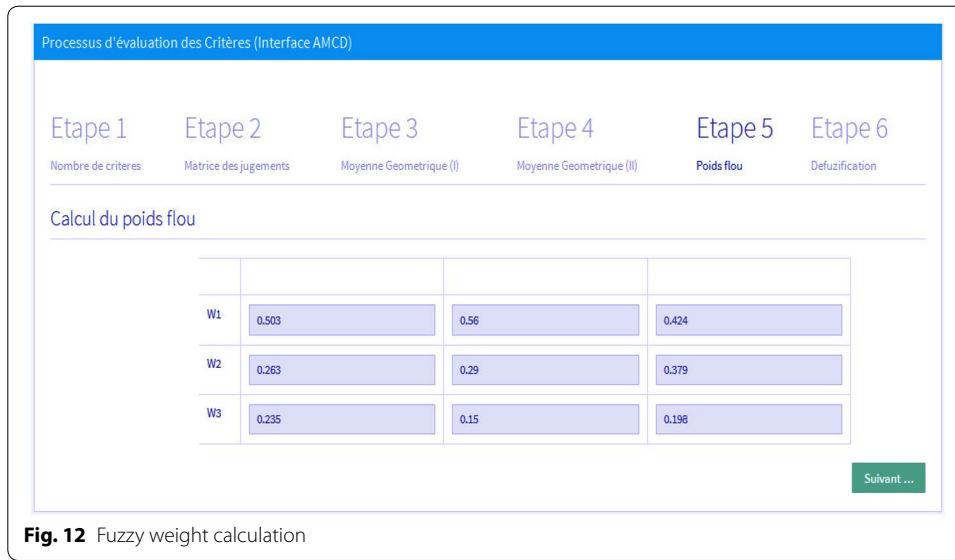 Processus d'évaluation des Critères (Interface AMCD)
Etape 1 Etape 2 Etape 3 Etape 4 Etape 5 Etape 6
Nombre de criteres Matrice des jugements Moyenne Geometrique (I) Moyenne Geometrique (II) Poids flou Defuzification
Calcul du poids flou
W1 0.503 0.56 0.424
W2 0.263 0.29 0.379
W3 0.235 0.15 0.198
Suivant ...
Fig. 12 Fuzzy weight calculation